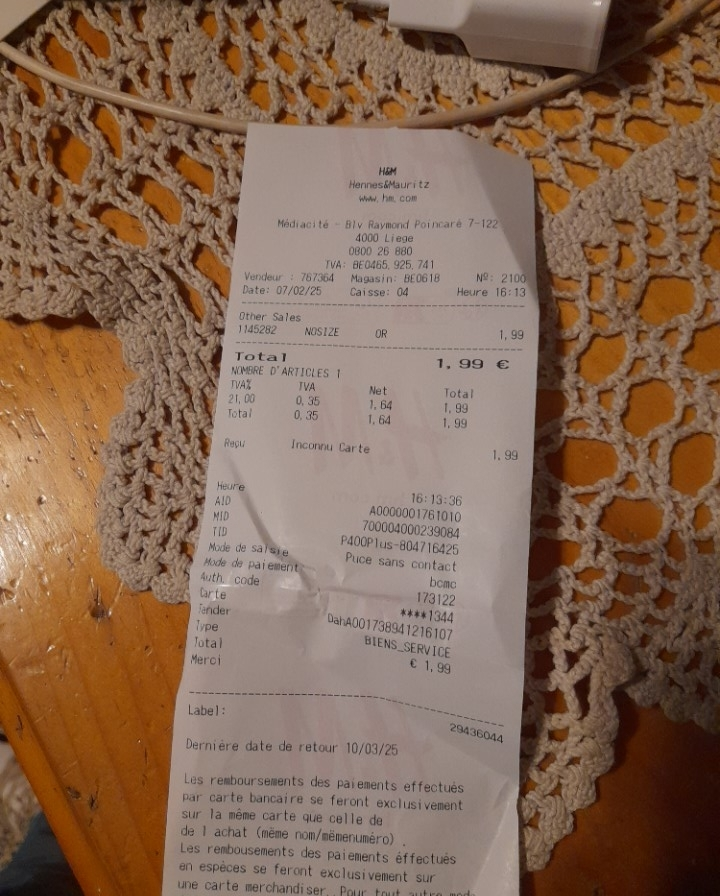 H&M
Hennes&Mauritz
www.hm.com
Médiacité - Blv Raymond Poincaré 7-122
4000 Liege
0800 26 880
TVA: BE0465.925.741
Vendeur : 767364 Magasin: BE0618 Nº: 2100
Date: 07/02/25 Caisse: 04 Heure 16:13
Other Sales
1145282 NOSIZE OR 1,99
Total 1,99 €
NOMBRE D'ARTICLES 1
TVA% TVA Net Total
21,00 0,35 1,64 1,99
Total 0,35 1,64 1,99
Reçu Inconnu Carte 1,99
Heure 16:13:36
AID A0000001761010
MID 700004000239084
TID P400Plus-804716425
Mode de saisie Puce sans contact
Mode de paiement bcmc
Auth. code 173122
Carte ****1344
Tender DahA001738941216107
Type BIENS_SERVICE
Total € 1,99
Merci
Label: 29436044
Dernière date de retour 10/03/25
Les remboursements des paiements effectués
par carte bancaire se feront exclusivement
sur la même carte que celle de
de l achat (même nom/mêmenuméro) .
Les rembousements des paiements éffectués
en espèces se feront exclusivement sur
une carte merchandiser. Pour tout autre mode